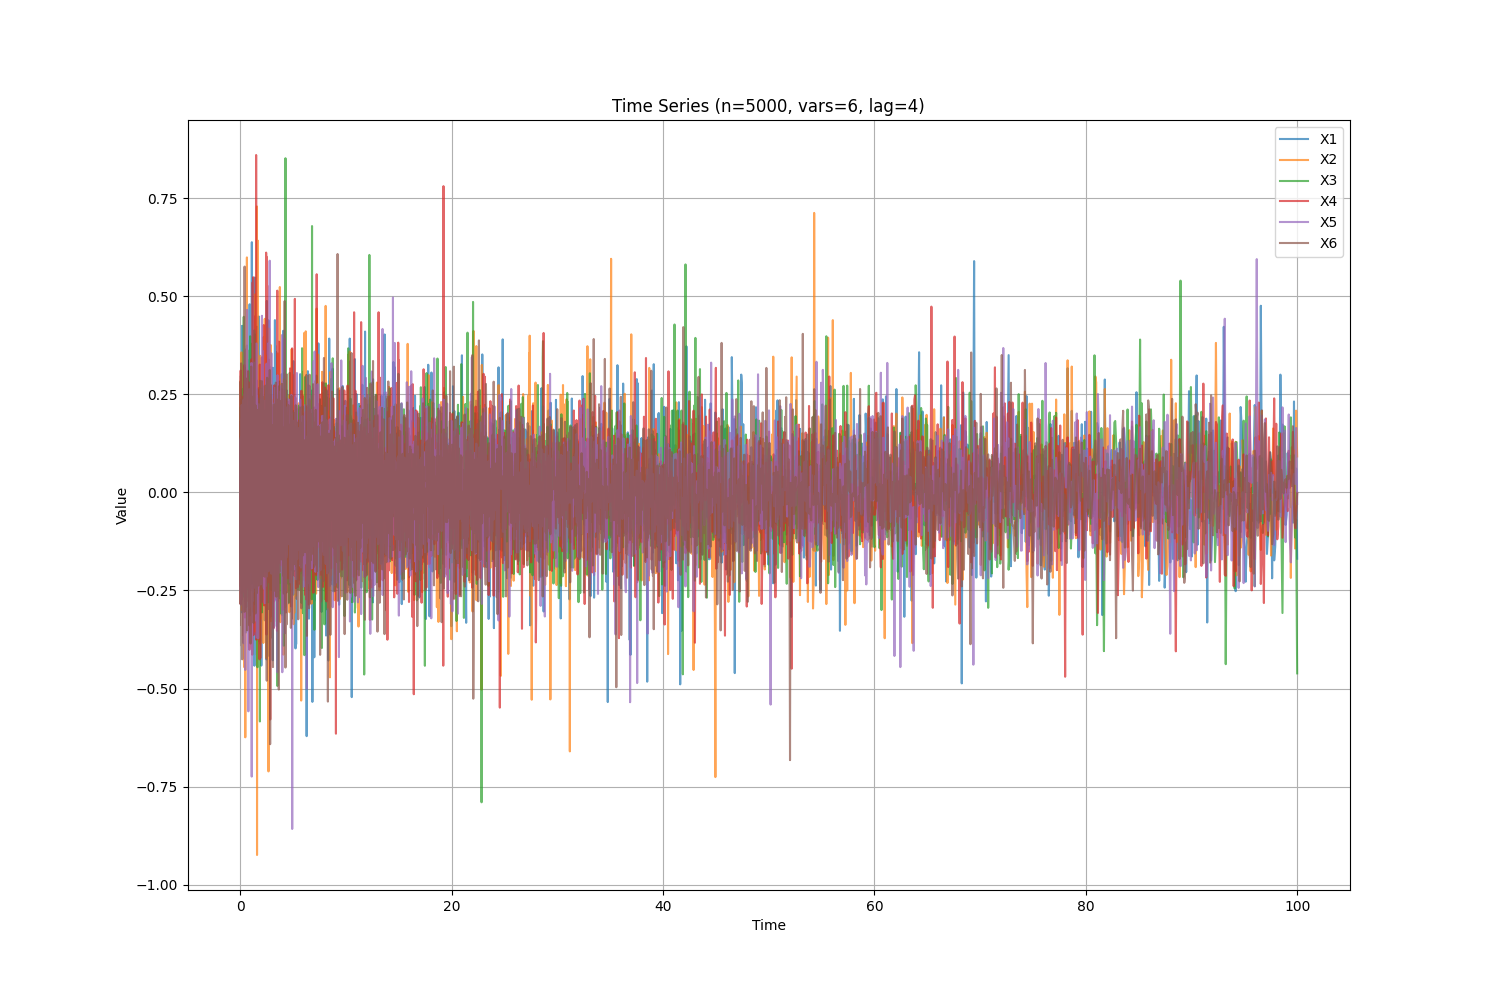 Time Series (n=5000, vars=6, lag=4)
X1
X2
X3
X4
X5
X6
0.75
0.50
0.25
0.00
−0.25
−0.50
−0.75
−1.00
Value
0 20 40 60 80 100
Time